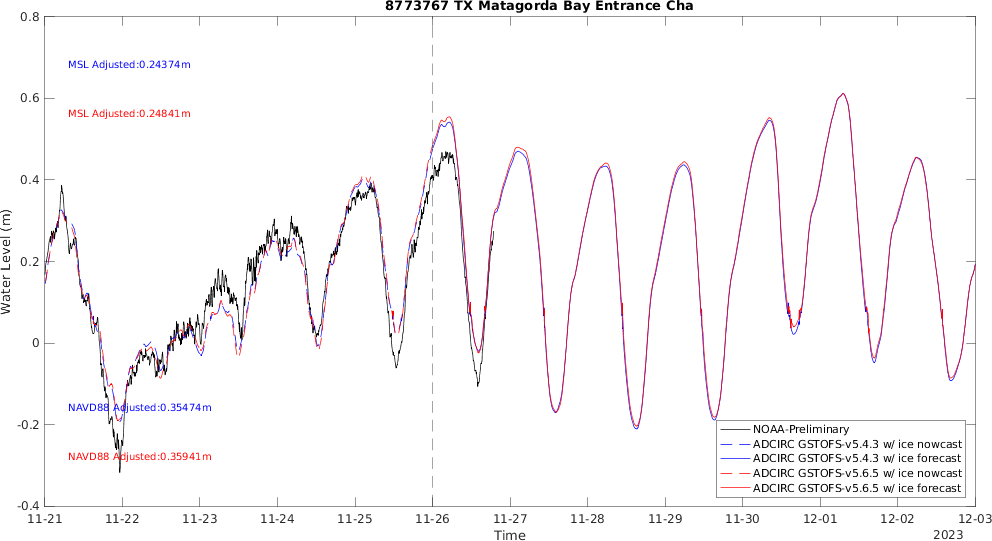 8773767 TX Matagorda Bay Entrance Cha
0.8
0.6
0.4
0.2
0
-0.2
-0.4
Water Level (m)
MSL Adjusted:0.24374m
MSL Adjusted:0.24841m
NAVD88 Adjusted:0.35474m
NAVD88 Adjusted:0.35941m
NOAA-Preliminary
ADCIRC GSTOFS-v5.4.3 w/ ice nowcast
ADCIRC GSTOFS-v5.4.3 w/ ice forecast
ADCIRC GSTOFS-v5.6.5 w/ ice nowcast
ADCIRC GSTOFS-v5.6.5 w/ ice forecast
11-21 11-22 11-23 11-24 11-25 11-26 11-27 11-28 11-29 11-30 12-01 12-02 12-03
Time
2023